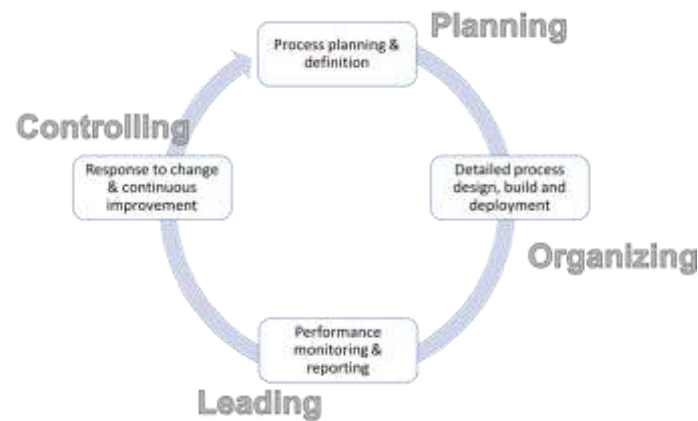 Planning
Process planning &
definition
Controlling
Response to change
& continuous
improvement
Detailed process
design, build and
deployment
Organizing
Performance
monitoring &
reporting
Leading